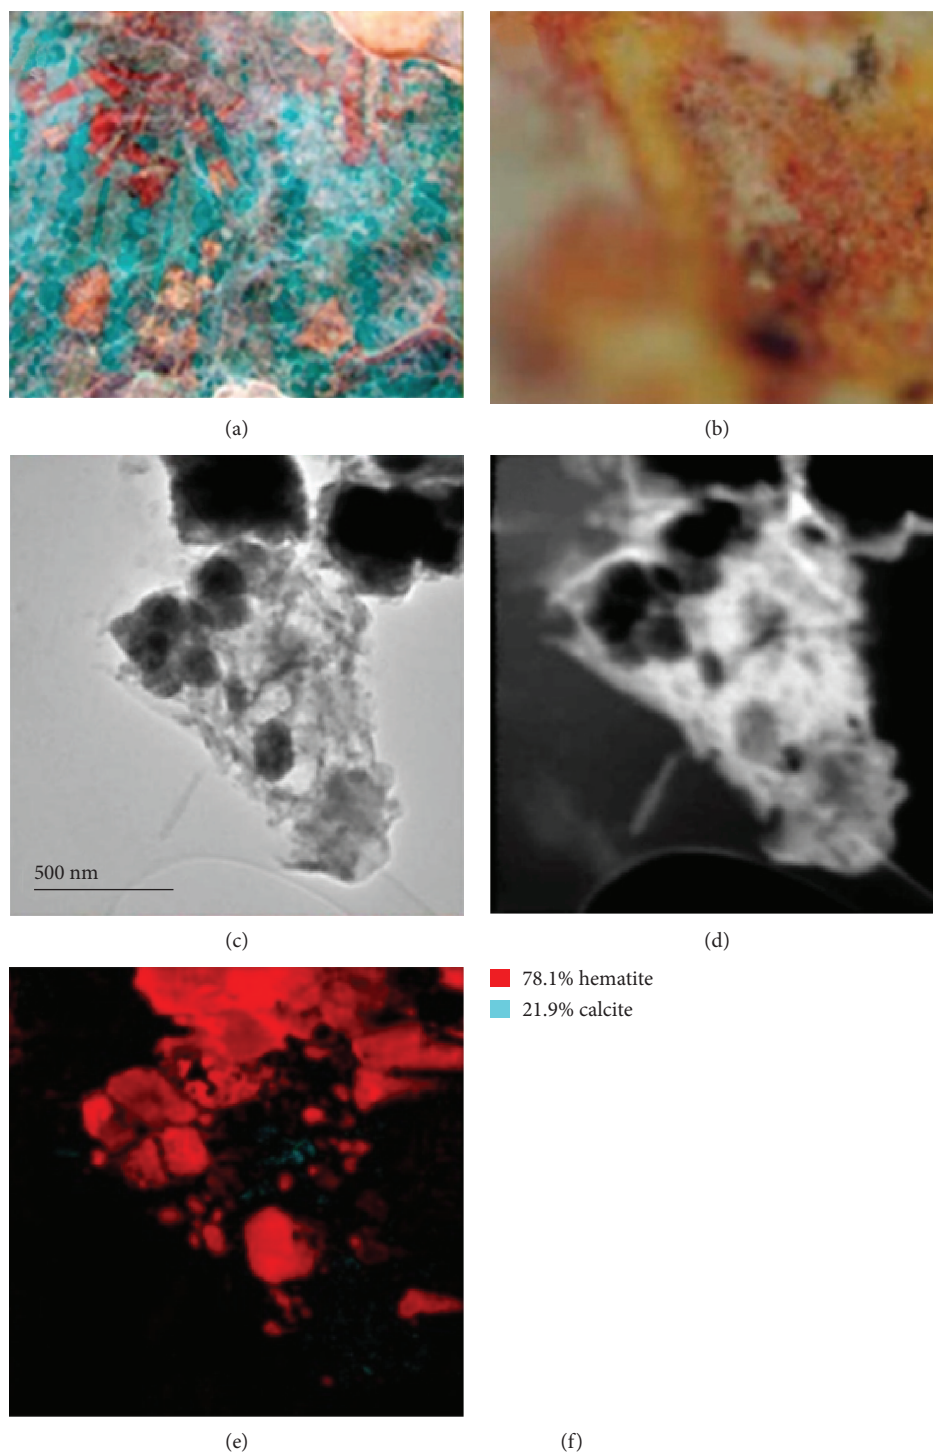 (a)
(b)
500 nm
(c)
(d)
78.1% hematite
21.9% calcite
(e)
(f)